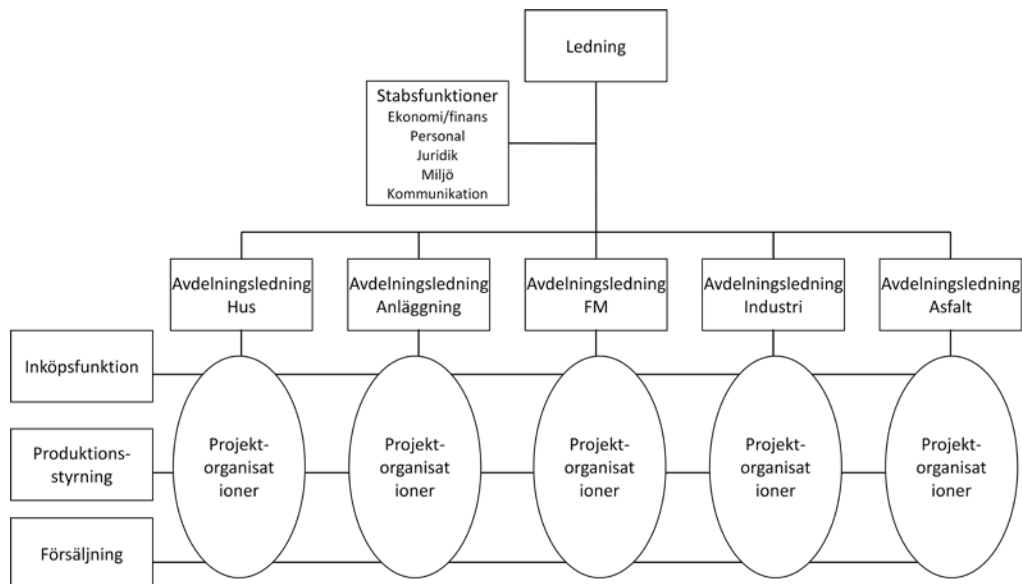 Ledning
Stabsfunktioner
Ekonomi/finans
Personal
Juridik
Miljö
Kommunikation
Avdelningsledning
Hus
Avdelningsledning
Anläggning
Avdelningsledning
FM
Avdelningsledning
Industri
Avdelningsledning
Asfalt
Inköpsfunktion
Produktions-
styrning
Försäljning
Projekt-
organisat
ioner
Projekt-
organisat
ioner
Projekt-
organisat
ioner
Projekt-
organisat
ioner
Projekt-
organisat
ioner